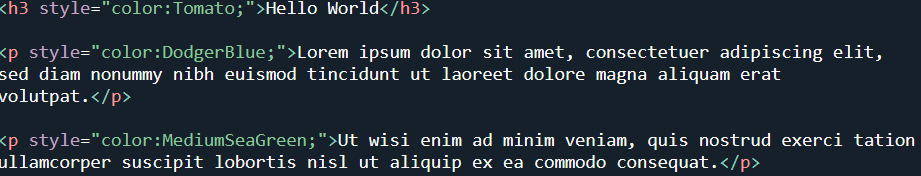 <h3 style="color:Tomato;">Hello World</h3>
<p style="color:DodgerBlue;">Lorem ipsum dolor sit amet, consectetuer adipiscing elit,
sed diam nonummy nibh euismod tincidunt ut laoreet dolore magna aliquam erat
volutpat.</p>
<p style="color:MediumSeaGreen;">Ut wisi enim ad minim veniam, quis nostrud exerci tation
ullamcorper suscipit lobortis nisl ut aliquip ex ea commodo consequat.</p>